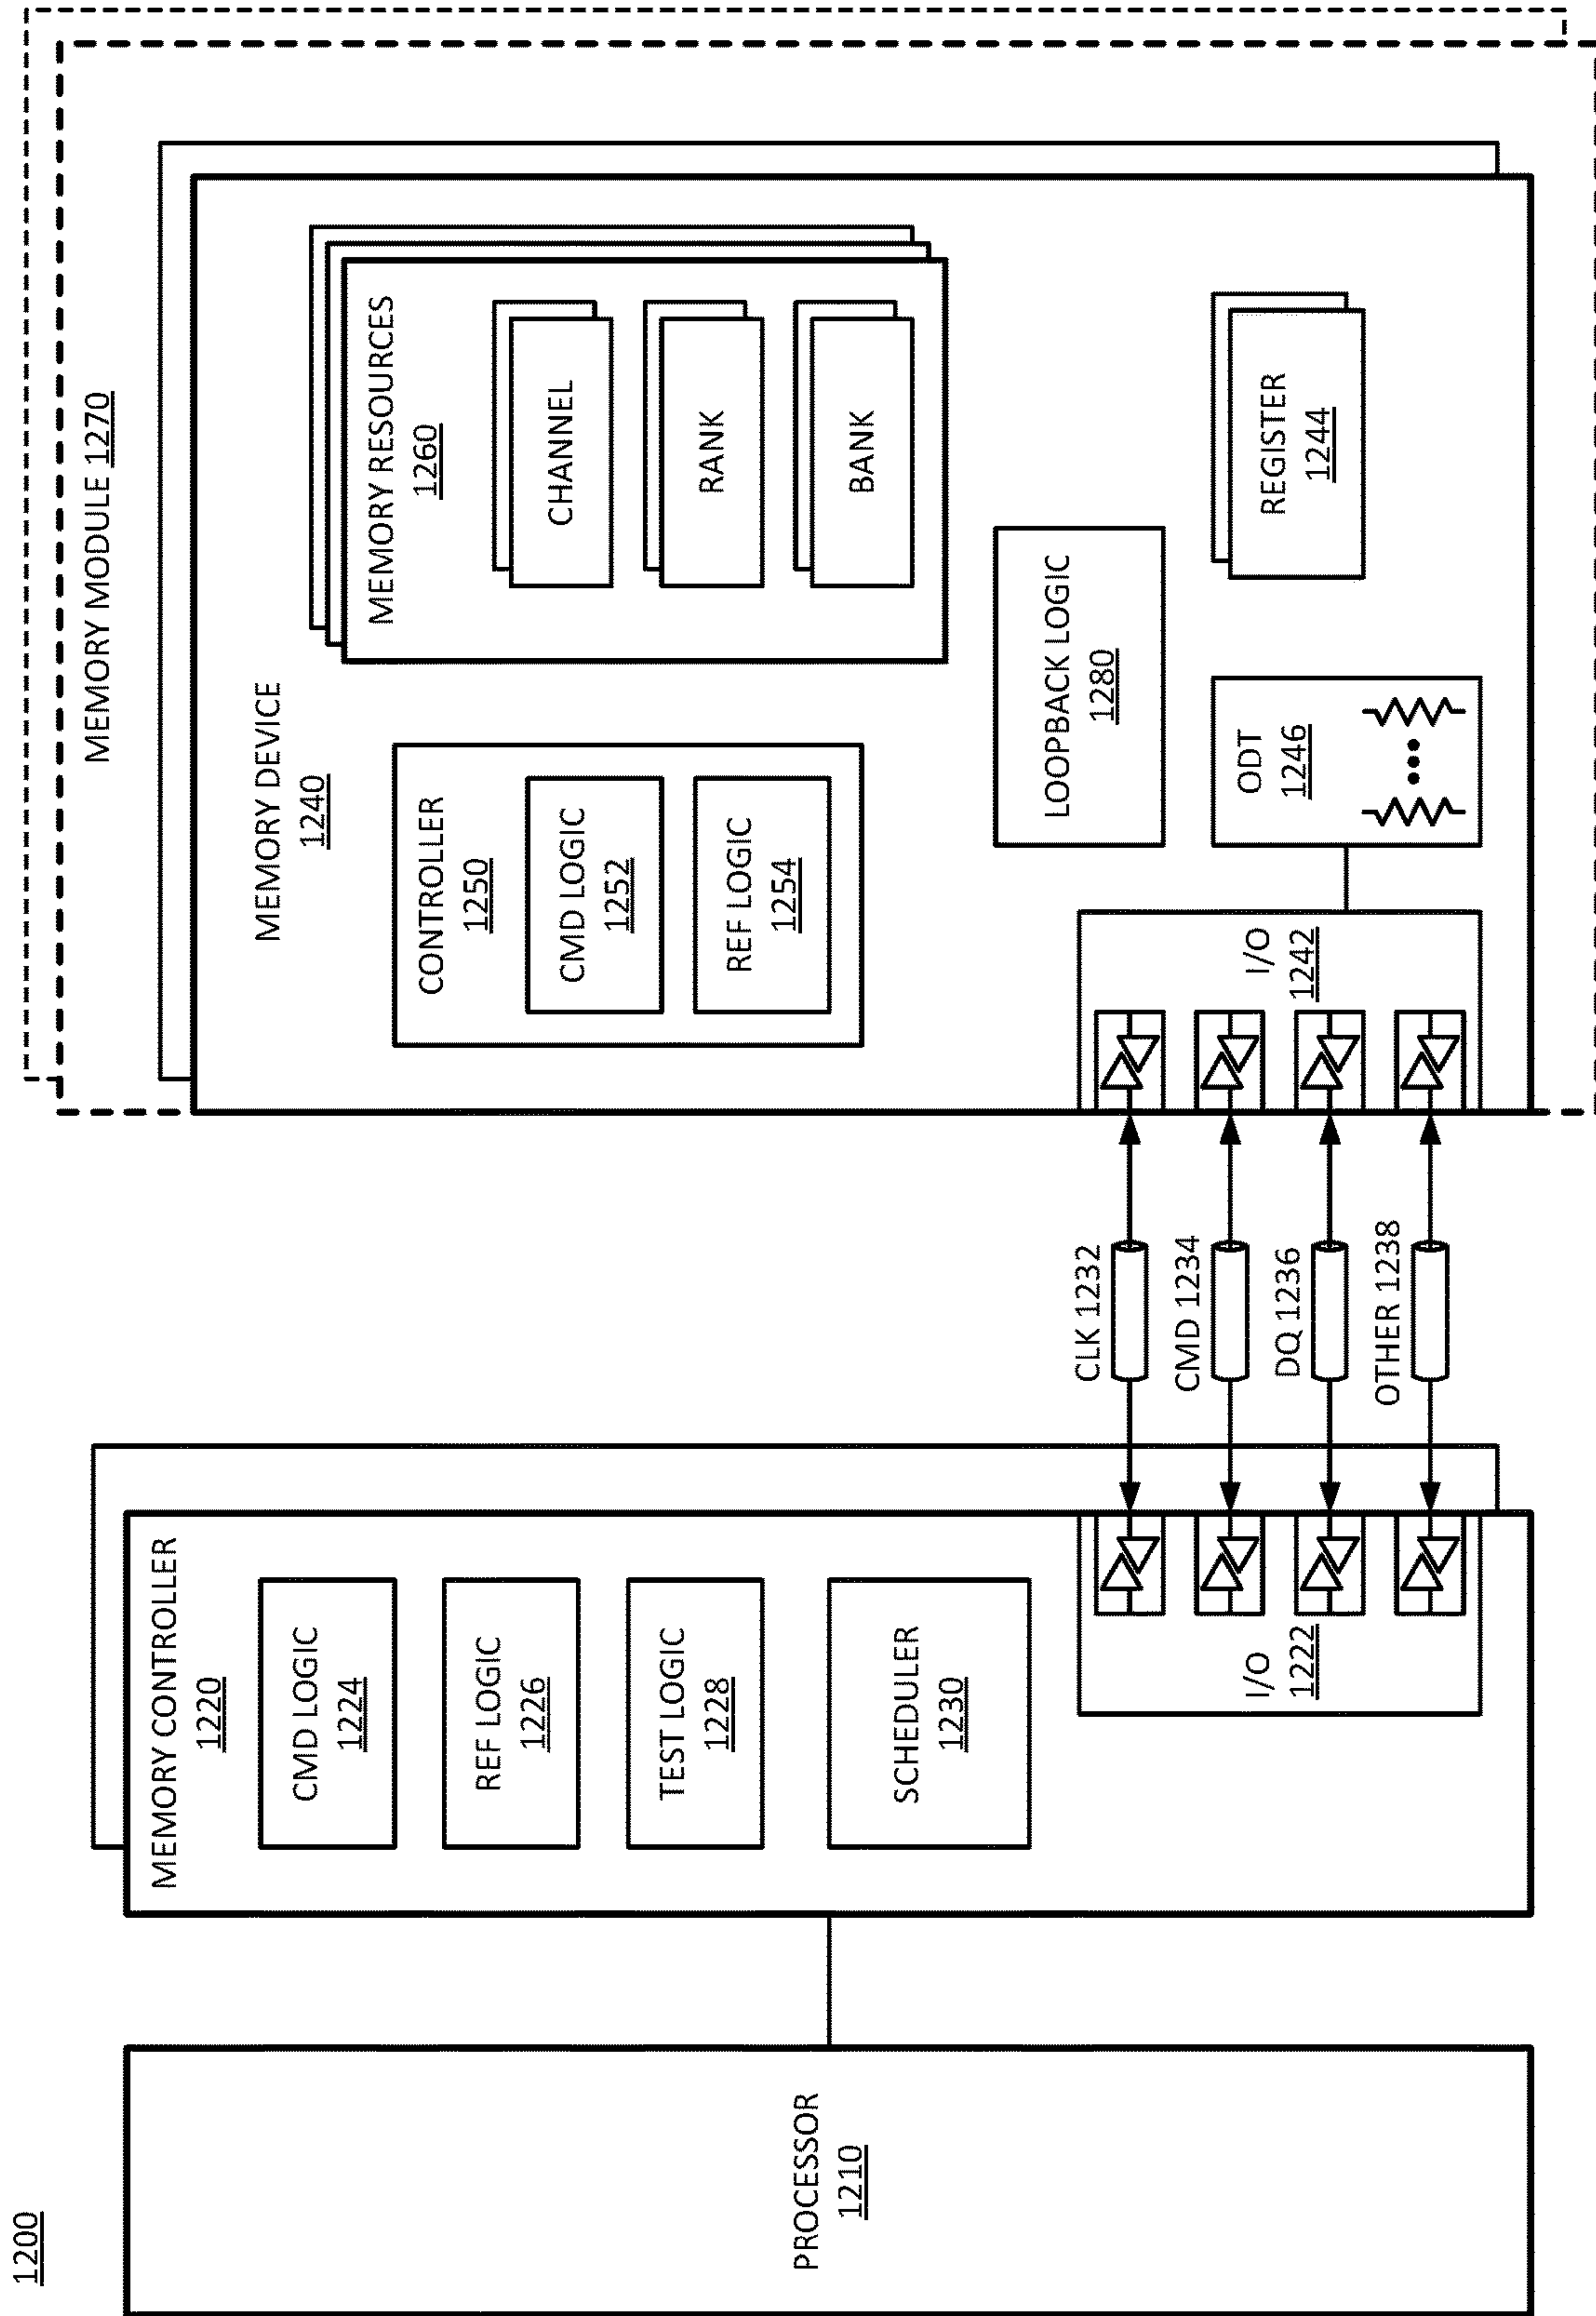 1200
PROCESSOR
1210
MEMORY CONTROLLER
1220
CMD LOGIC
1224
REF LOGIC
1226
TEST LOGIC
1228
SCHEDULER
1230
I/O
1222
CLK 1232
CMD 1234
DQ 1236
OTHER 1238
MEMORY MODULE 1270
MEMORY DEVICE
1240
CONTROLLER
1250
CMD LOGIC
1252
REF LOGIC
1254
MEMORY RESOURCES
1260
CHANNEL
RANK
BANK
LOOPBACK LOGIC
1280
I/O
1242
ODT
1246
REGISTER
1244